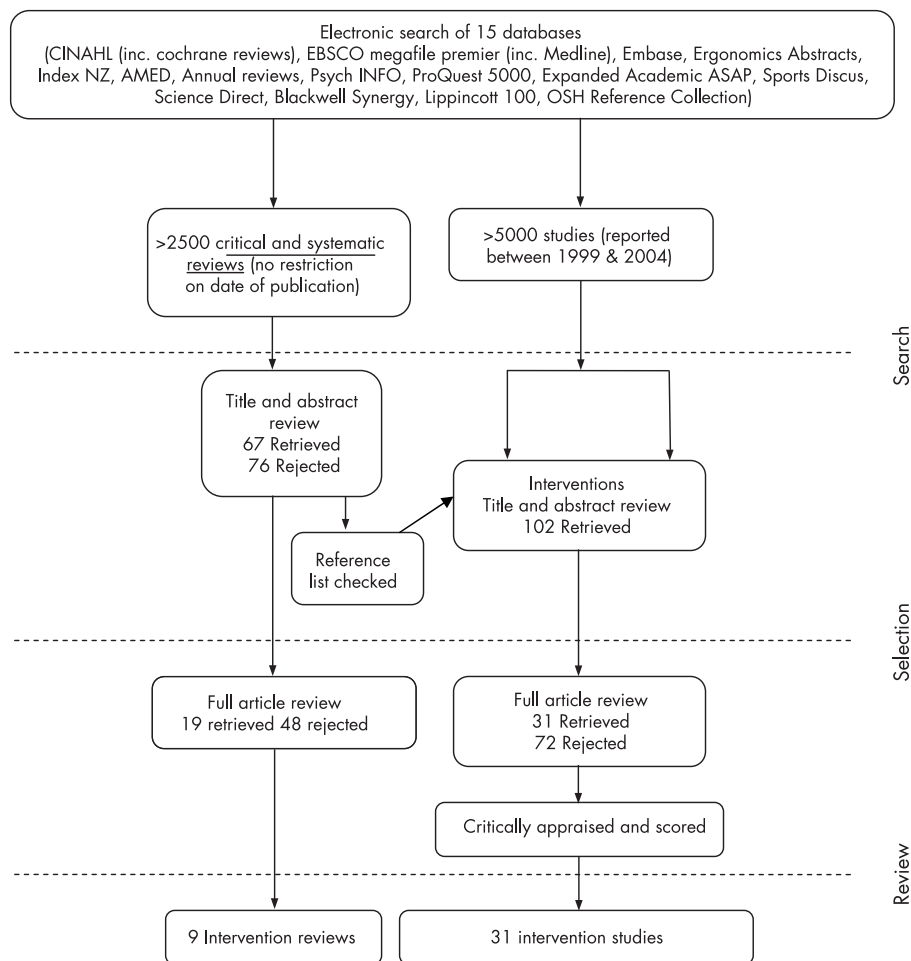 Electronic search of 15 databases
(CINAHL (inc. cochrane reviews), EBSCO megafile premier (inc. Medline), Embase, Ergonomics Abstracts,
Index NZ, AMED, Annual reviews, Psych INFO, ProQuest 5000, Expanded Academic ASAP, Sports Discus,
Science Direct, Blackwell Synergy, Lippincott 100, OSH Reference Collection)
>2500 critical and systematic
reviews (no restriction
on date of publication)
>5000 studies (reported
between 1999 & 2004)
Search
Title and abstract
review
67 Retrieved
76 Rejected
Interventions
Title and abstract review
102 Retrieved
Reference
list checked
Selection
Full article review
19 retrieved 48 rejected
Full article review
31 Retrieved
72 Rejected
Critically appraised and scored
Review
9 Intervention reviews
31 intervention studies